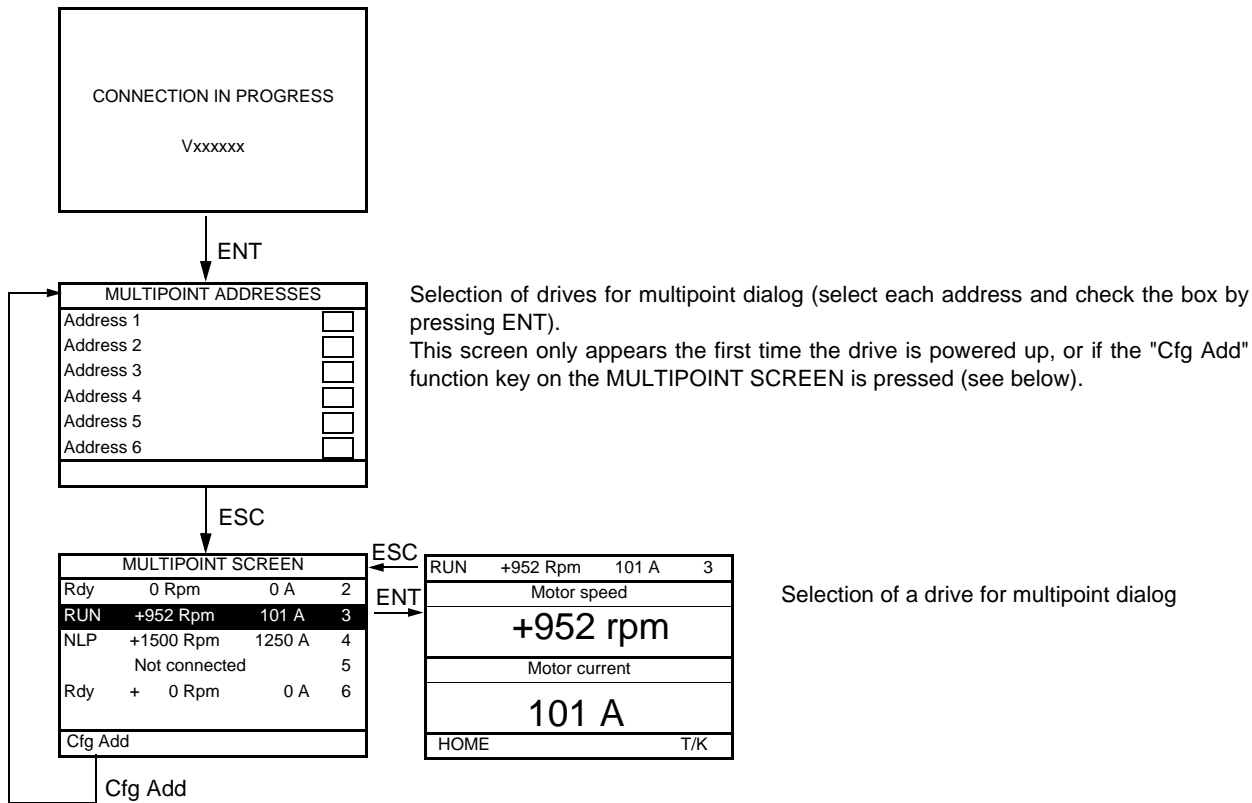 CONNECTION IN PROGRESS
Vxxxxxx
ENT
MULTIPOINT ADDRESSES
Address 1
Address 2
Address 3
Address 4
Address 5
Address 6
Selection of drives for multipoint dialog (select each address and check the box by
pressing ENT).
This screen only appears the first time the drive is powered up, or if the "Cfg Add"
function key on the MULTIPOINT SCREEN is pressed (see below).
ESC
MULTIPOINT SCREEN
Rdy 0 Rpm 0 A 2
RUN +952 Rpm 101 A 3
NLP +1500 Rpm 1250 A 4
Not connected 5
Rdy + 0 Rpm 0 A 6
Cfg Add
ESC
ENT
RUN +952 Rpm 101 A 3
Motor speed
+952 rpm
Motor current
101 A
HOME T/K
Selection of a drive for multipoint dialog
Cfg Add